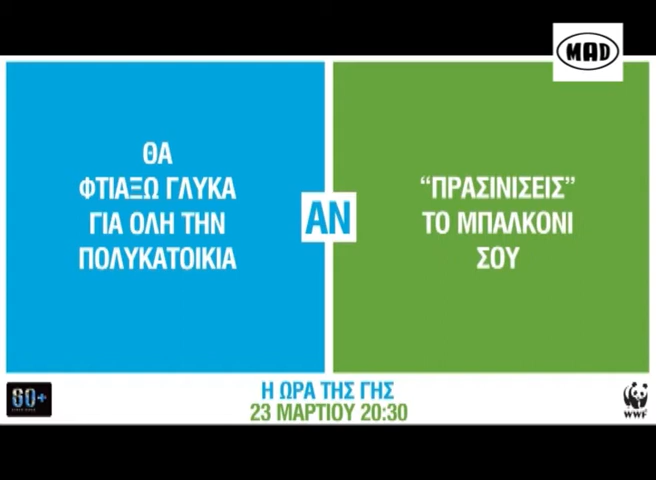 MAD
ΘΑ
ΦΤΙΑΞΩ ΓΛΥΚΑ
ΓΙΑ ΟΛΗ ΤΗΝ
ΠΟΛΥΚΑΤΟΙΚΙΑ
ΑΝ
“ΠΡΑΣΙΝΙΣΕΙΣ”
ΤΟ ΜΠΑΛΚΟΝΙ
ΣΟΥ
60+
Η ΩΡΑ ΤΗΣ ΓΗΣ
23 ΜΑΡΤΙΟΥ 20:30
WWF